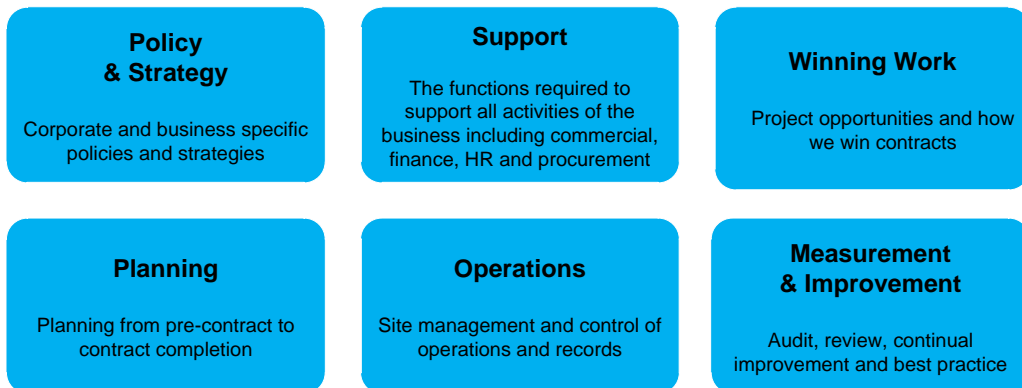 Policy
& Strategy
Corporate and business specific
policies and strategies
Support
The functions required to
support all activities of the
business including commercial,
finance, HR and procurement
Winning Work
Project opportunities and how
we win contracts
Planning
Planning from pre-contract to
contract completion
Operations
Site management and control of
operations and records
Measurement
& Improvement
Audit, review, continual
improvement and best practice